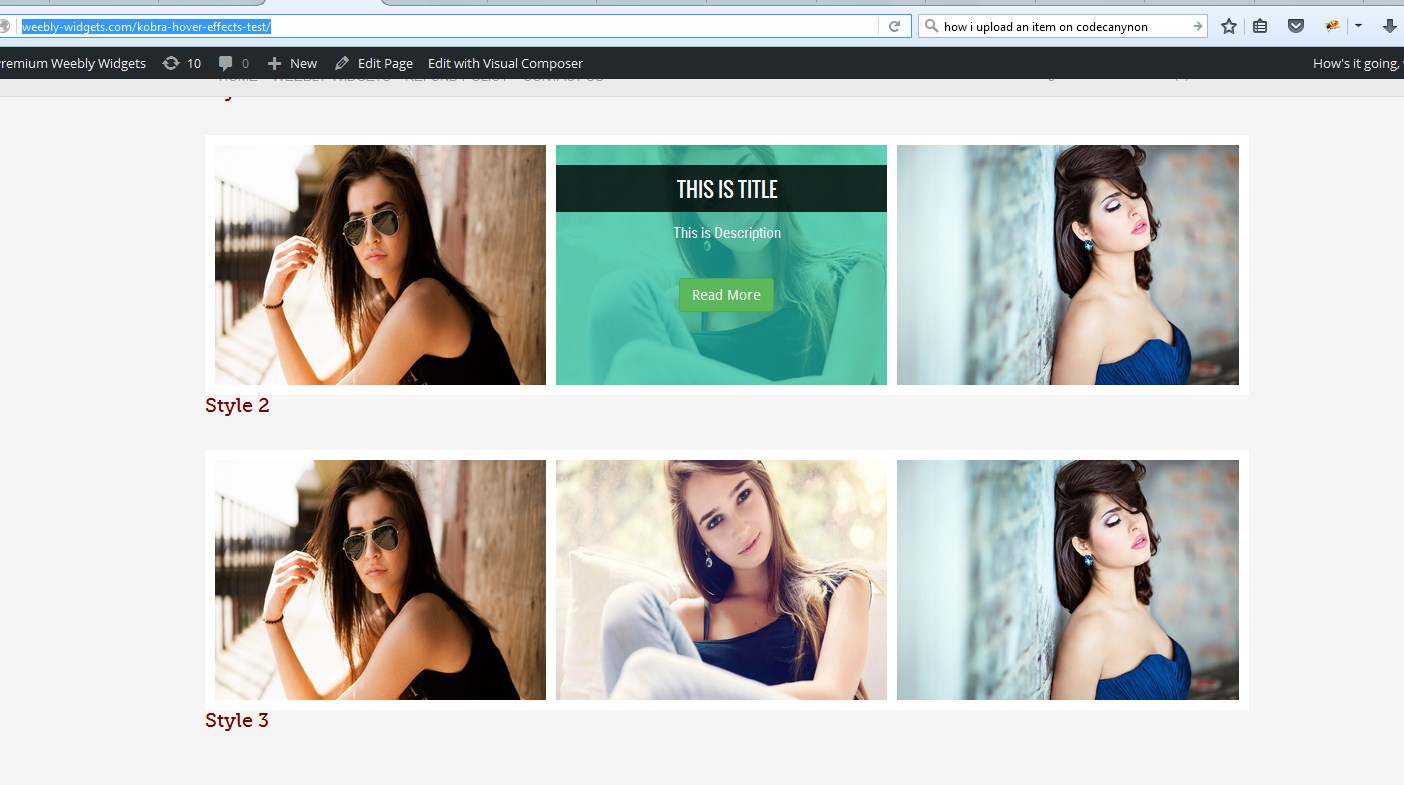 weebly-widgets.com/kobra-hover-effects-test/
how i upload an item on codecanynon
remium Weebly Widgets 10 0 New Edit Page Edit with Visual Composer How's it going,
THIS IS TITLE
This is Description
Read More
Style 2
Style 3